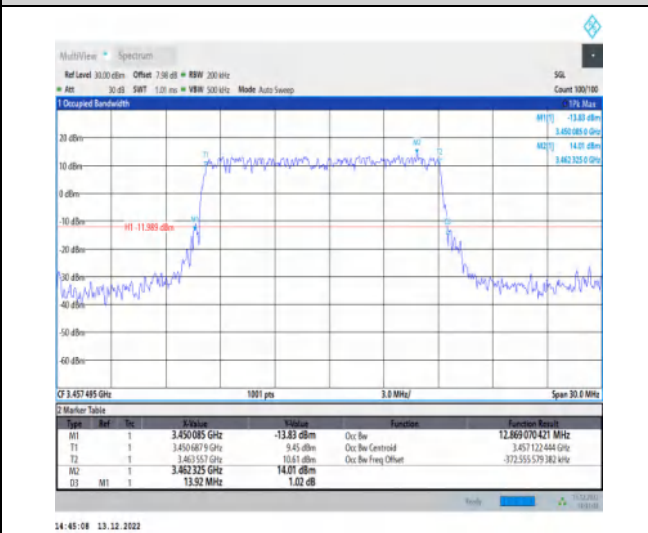 MultiView Spectrum
Ref Level 30.00 dBm Offset 7.98 dB RBW 200 kHz SGL
Att 30 dB SWT 1.01 ms VBW 500 kHz Mode Auto Sweep Count 100/100
1 Occupied Bandwidth 1Pk Max
M1[1] -13.83 dBm
3.450 085 0 GHz
20 dBm M2[1] 14.01 dBm
3.462 325 0 GHz
M2
T1 T2
10 dBm
0 dBm
-10 dBm
M1
H1 -11.989 dBm
-20 dBm
-30 dBm
-40 dBm
-50 dBm
-60 dBm
CF 3.457 495 GHz 1001 pts 3.0 MHz/ Span 30.0 MHz
2 Marker Table
Type Ref Trc X-Value Y-Value Function Function Result
M1 1 3.450 085 GHz -13.83 dBm Occ Bw 12.869 070 421 MHz
T1 1 3.450 687 9 GHz 9.45 dBm Occ Bw Centroid 3.457 122 444 GHz
T2 1 3.463 557 GHz 10.61 dBm Occ Bw Freq Offset -372.555 579 382 kHz
M2 1 3.462 325 GHz 14.01 dBm
D3 M1 1 13.92 MHz 1.02 dB
Ready
14:45:08 13.12.2022